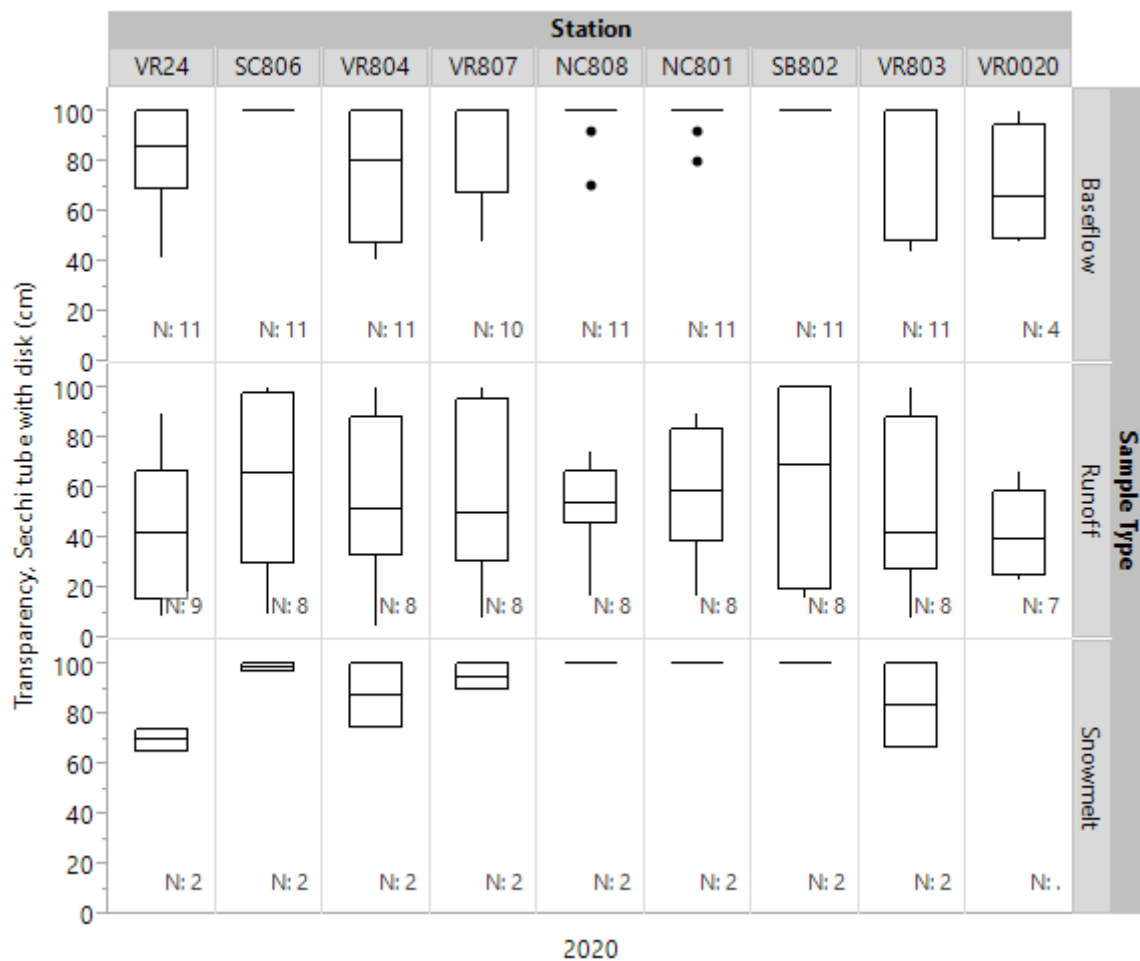 Station
VR24 SC806 VR804 VR807 NC808 NC801 SB802 VR803 VR0020
Transparency, Secchi tube with disk (cm)
100
80
60
40
20
0
N: 11 N: 11 N: 11 N: 10 N: 11 N: 11 N: 11 N: 11 N: 4
Baseflow
100
80
60
40
20
0
N: 9 N: 8 N: 8 N: 8 N: 8 N: 8 N: 8 N: 8 N: 7
Runoff
Sample Type
100
80
60
40
20
0
N: 2 N: 2 N: 2 N: 2 N: 2 N: 2 N: 2 N: 2 N: .
Snowmelt
2020